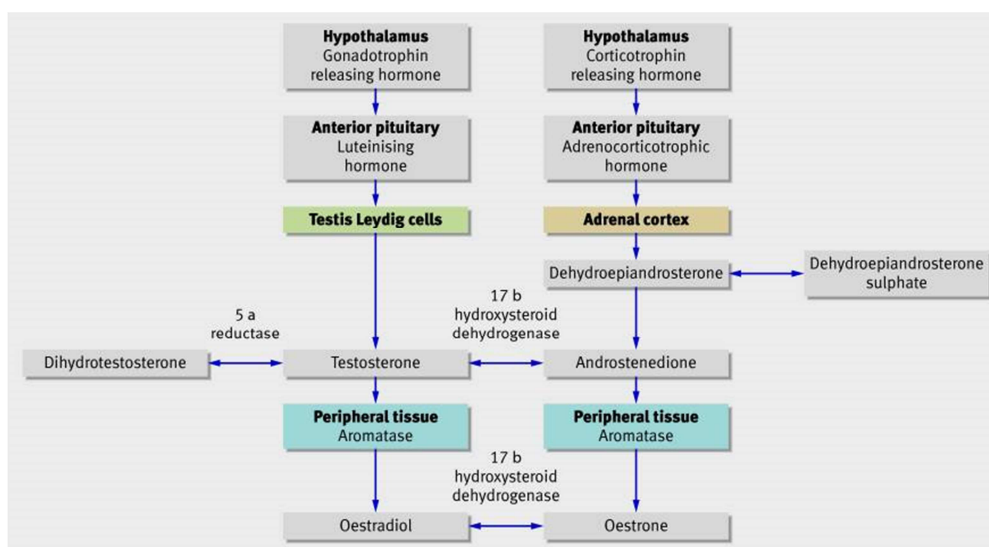 Hypothalamus
Gonadotrophin
releasing hormone
Hypothalamus
Corticotrophin
releasing hormone
Anterior pituitary
Luteinising
hormone
Anterior pituitary
Adrenocorticotrophic
hormone
Testis Leydig cells
Adrenal cortex
Dehydroepiandrosterone
Dehydroepiandrosterone
sulphate
5 a
reductase
17 b
hydroxysteroid
dehydrogenase
Dihydrotestosterone
Testosterone
Androstenedione
Peripheral tissue
Aromatase
Peripheral tissue
Aromatase
17 b
hydroxysteroid
dehydrogenase
Oestradiol
Oestrone